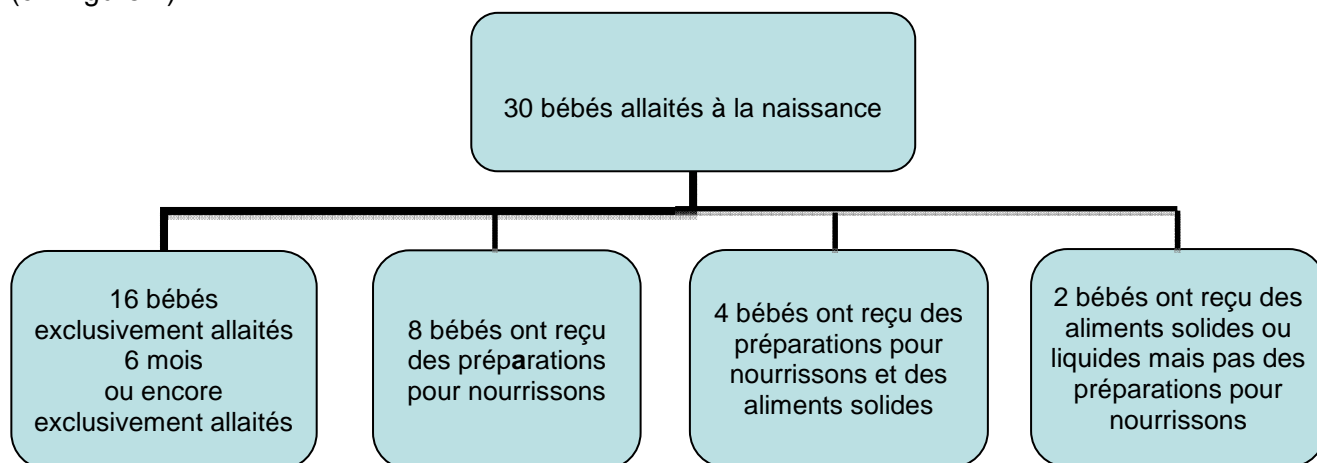 30 bébés allaités à la naissance
16 bébés
exclusivement allaités
6 mois
ou encore
exclusivement allaités
8 bébés ont reçu
des préparations
pour nourrissons
4 bébés ont reçu des
préparations pour
nourrissons et des
aliments solides
2 bébés ont reçu des
aliments solides ou
liquides mais pas des
préparations pour
nourrissons